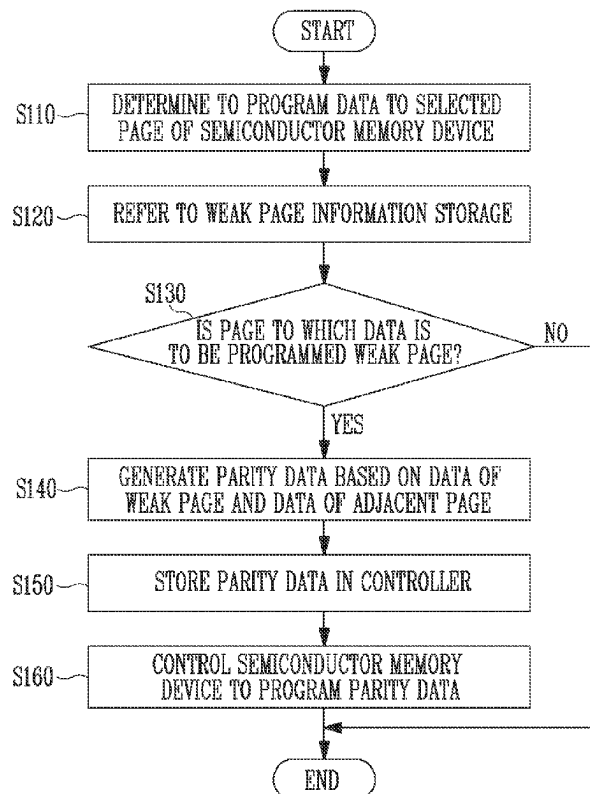 START
S110
DETERMINE TO PROGRAM DATA TO SELECTED
PAGE OF SEMICONDUCTOR MEMORY DEVICE
S120
REFER TO WEAK PAGE INFORMATION STORAGE
S130
IS PAGE TO WHICH DATA IS
TO BE PROGRAMMED WEAK PAGE?
NO
YES
S140
GENERATE PARITY DATA BASED ON DATA OF
WEAK PAGE AND DATA OF ADJACENT PAGE
S150
STORE PARITY DATA IN CONTROLLER
S160
CONTROL SEMICONDUCTOR MEMORY
DEVICE TO PROGRAM PARITY DATA
END